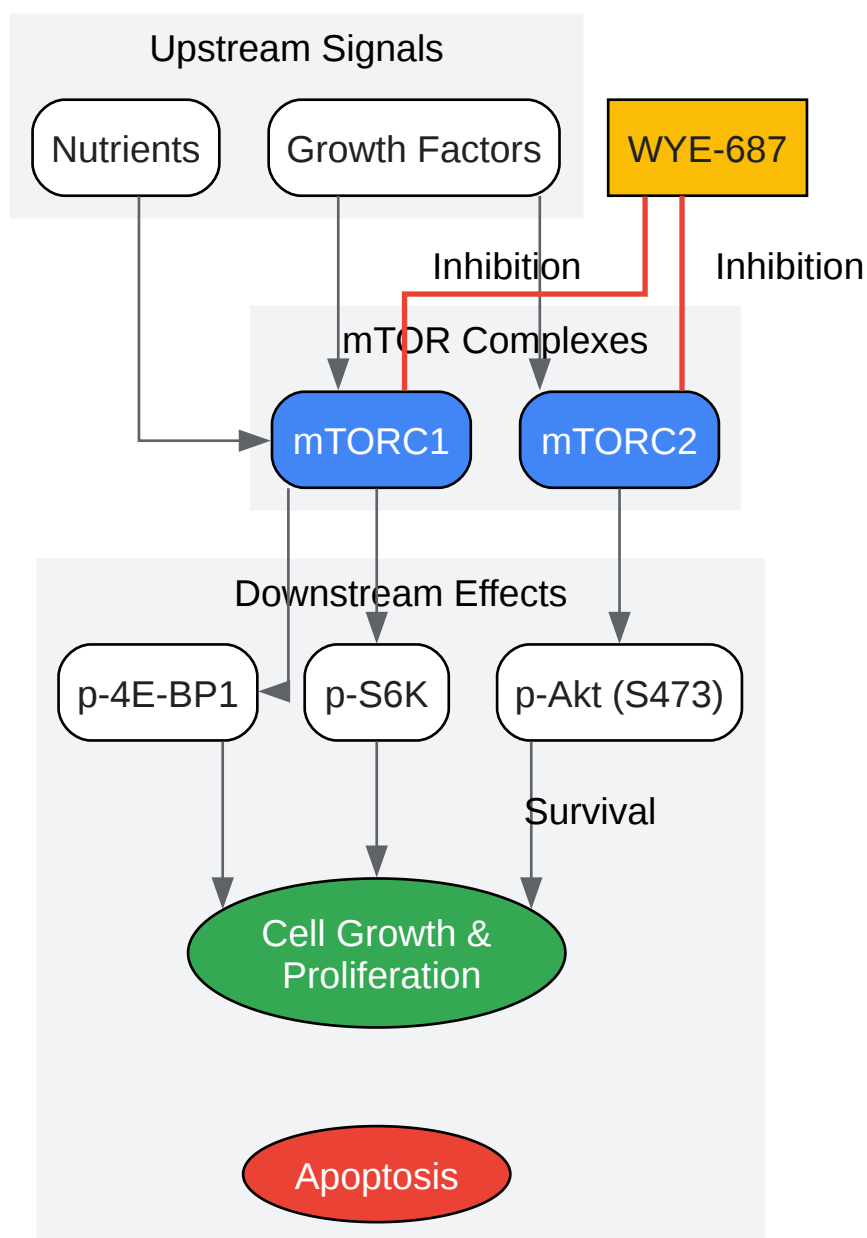 Upstream Signals
Nutrients
Growth Factors
WYE-687
Inhibition
Inhibition
mTOR Complexes
mTORC1
mTORC2
Downstream Effects
p-4E-BP1
p-S6K
p-Akt (S473)
Survival
Cell Growth &
Proliferation
Apoptosis